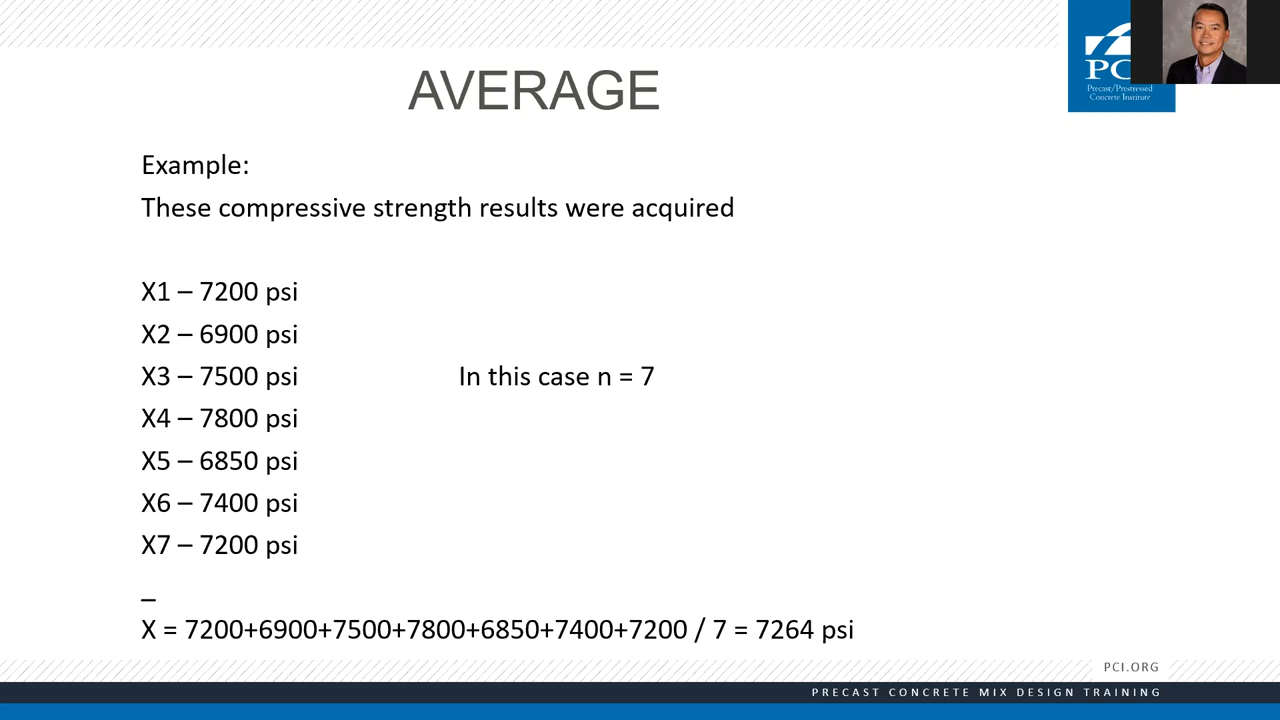 AVERAGE
PC
Precast/Prestressed
Concrete Institute
Example:
These compressive strength results were acquired
X1 – 7200 psi
X2 – 6900 psi
X3 – 7500 psi
In this case n = 7
X4 – 7800 psi
X5 – 6850 psi
X6 – 7400 psi
X7 – 7200 psi
_
X = 7200+6900+7500+7800+6850+7400+7200 / 7 = 7264 psi
PCI.ORG
PRECAST CONCRETE MIX DESIGN TRAINING